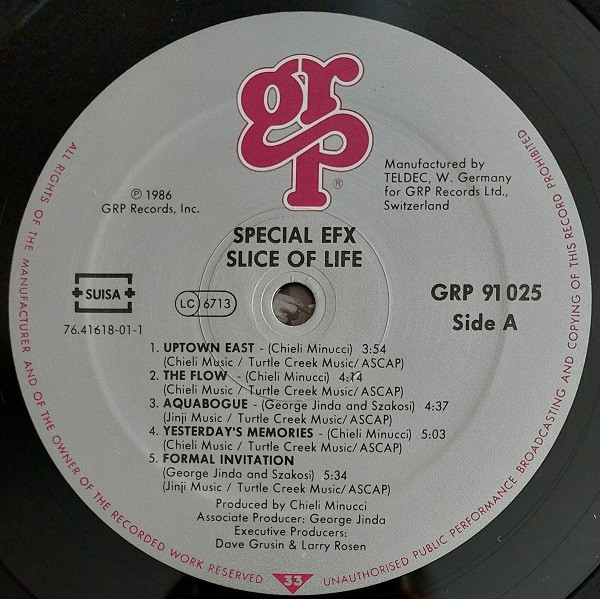 grp
®
Manufactured by
TELDEC, W. Germany
for GRP Records Ltd.,
Switzerland
℗ 1986
GRP Records, Inc.
SPECIAL EFX
SLICE OF LIFE
SUISA
LC 6713
76.41618-01-1
GRP 91 025
Side A
1. UPTOWN EAST - (Chieli Minucci) 3:54
(Chieli Music / Turtle Creek Music/ ASCAP)
2. THE FLOW - (Chieli Minucci) 4:14
(Chieli Music / Turtle Creek Music/ ASCAP)
3. AQUABOGUE - (George Jinda and Szakosi) 4:37
(Jinji Music / Turtle Creek Music/ ASCAP)
4. YESTERDAY'S MEMORIES - (Chieli Minucci) 5:03
(Chieli Music / Turtle Creek Music/ ASCAP)
5. FORMAL INVITATION
(George Jinda and Szakosi) 5:34
(Jinji Music / Turtle Creek Music/ ASCAP)
Produced by Chieli Minucci
Associate Producer: George Jinda
Executive Producers:
Dave Grusin & Larry Rosen
33
ALL RIGHTS OF THE MANUFACTURER AND OF THE OWNER OF THE RECORDED WORK RESERVED
UNAUTHORISED PUBLIC PERFORMANCE BROADCASTING AND COPYING OF THIS RECORD PROHIBITED